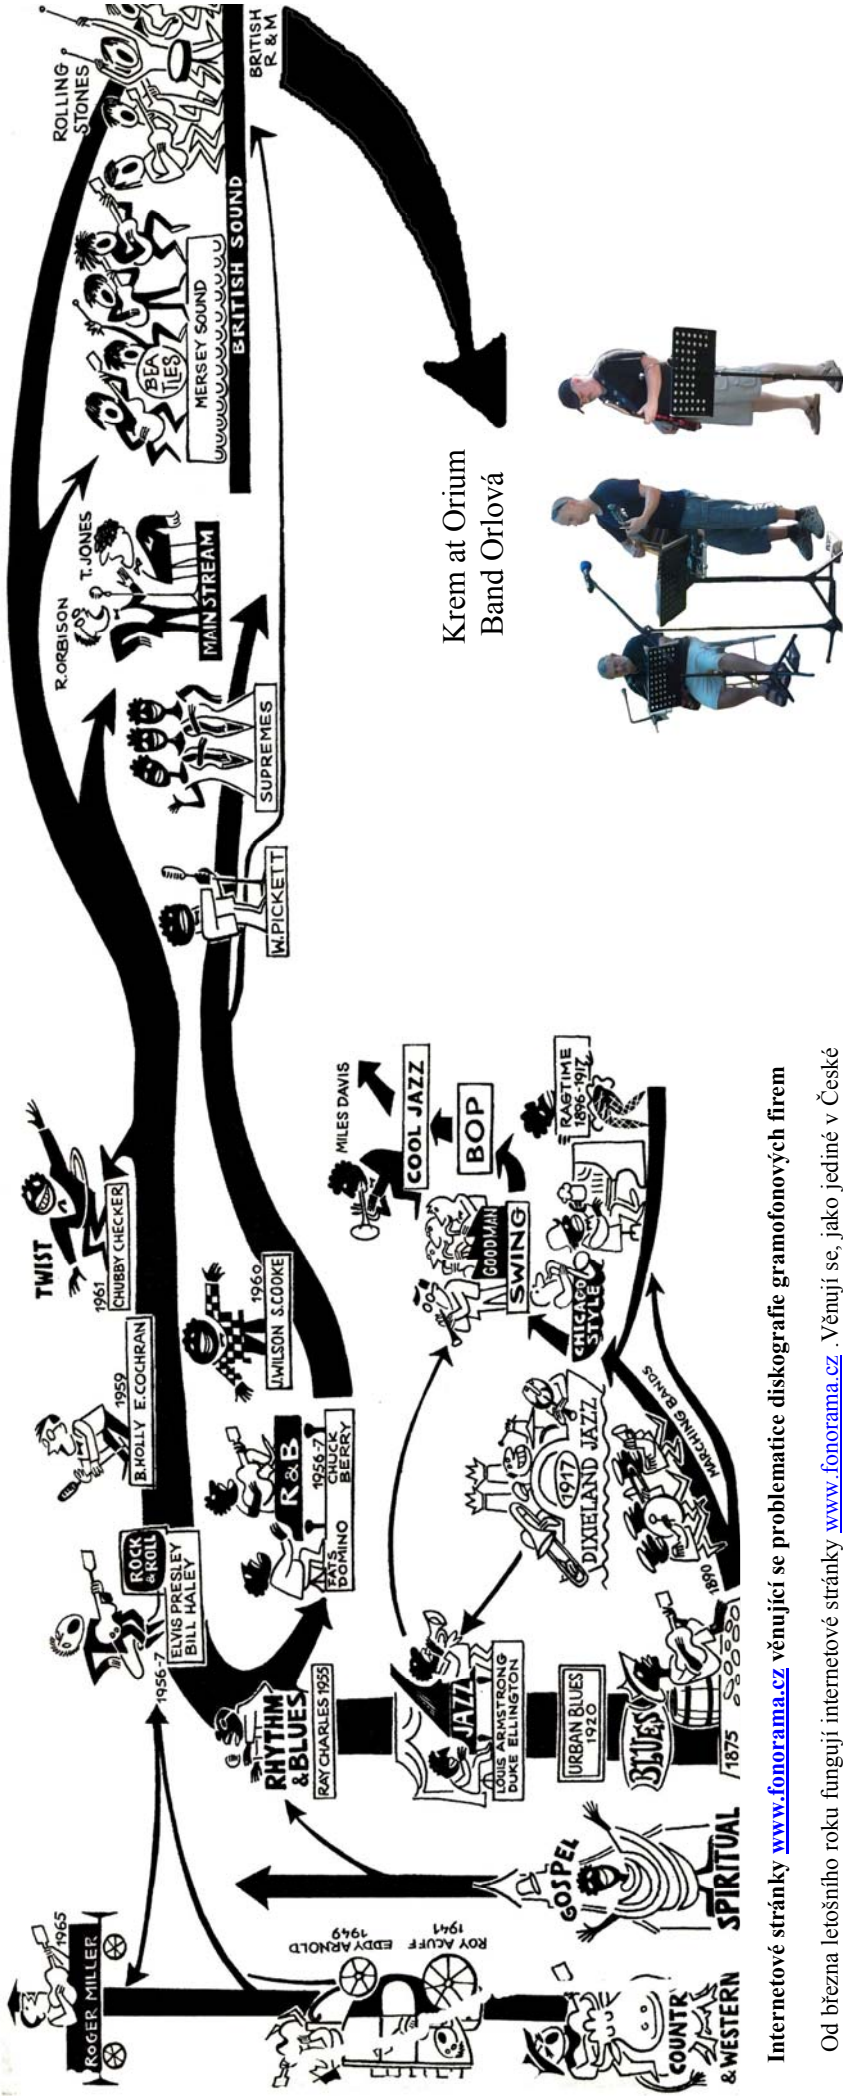 ROLLING
STONES
BRITISH
R & M
BEA
TLES
MERSEY SOUND
BRITISH SOUND
R.ORBISON
T.JONES
MAIN STREAM
SUPREMES
W.PICKETT
Krem at Orium
Band Orlová
TWIST
1961
CHUBBY CHECKER
1959
B.HOLLY E.COCHRAN
1960
J.WILSON S.COOKE
ROCK
& ROLL
1956-7
ELVIS PRESLEY
BILL HALEY
R & B
1956-7
FATS
DOMINO
CHUCK
BERRY
RHYTHM
& BLUES
RAY CHARLES 1955
MILES DAVIS
COOL JAZZ
BOP
GOODMAN
SWING
RAGTIME
1896-1917
CHICAGO
STYLE
1917
DIXIELAND JAZZ
MARCHING BANDS
1890
JAZZ
LOUIS ARMSTRONG
DUKE ELLINGTON
URBAN BLUES
1920
BLUES
1875
GOSPEL
SPIRITUAL
1965
ROGER MILLER
EDDY ARNOLD
1949
ROY ACUFF
1941
COUNTRY
& WESTERN
Internetové stránky www.fonorama.cz věnující se problematice diskografie gramofonových firem
Od března letošního roku fungují internetové stránky www.fonorama.cz . Věnují se, jako jediné v České